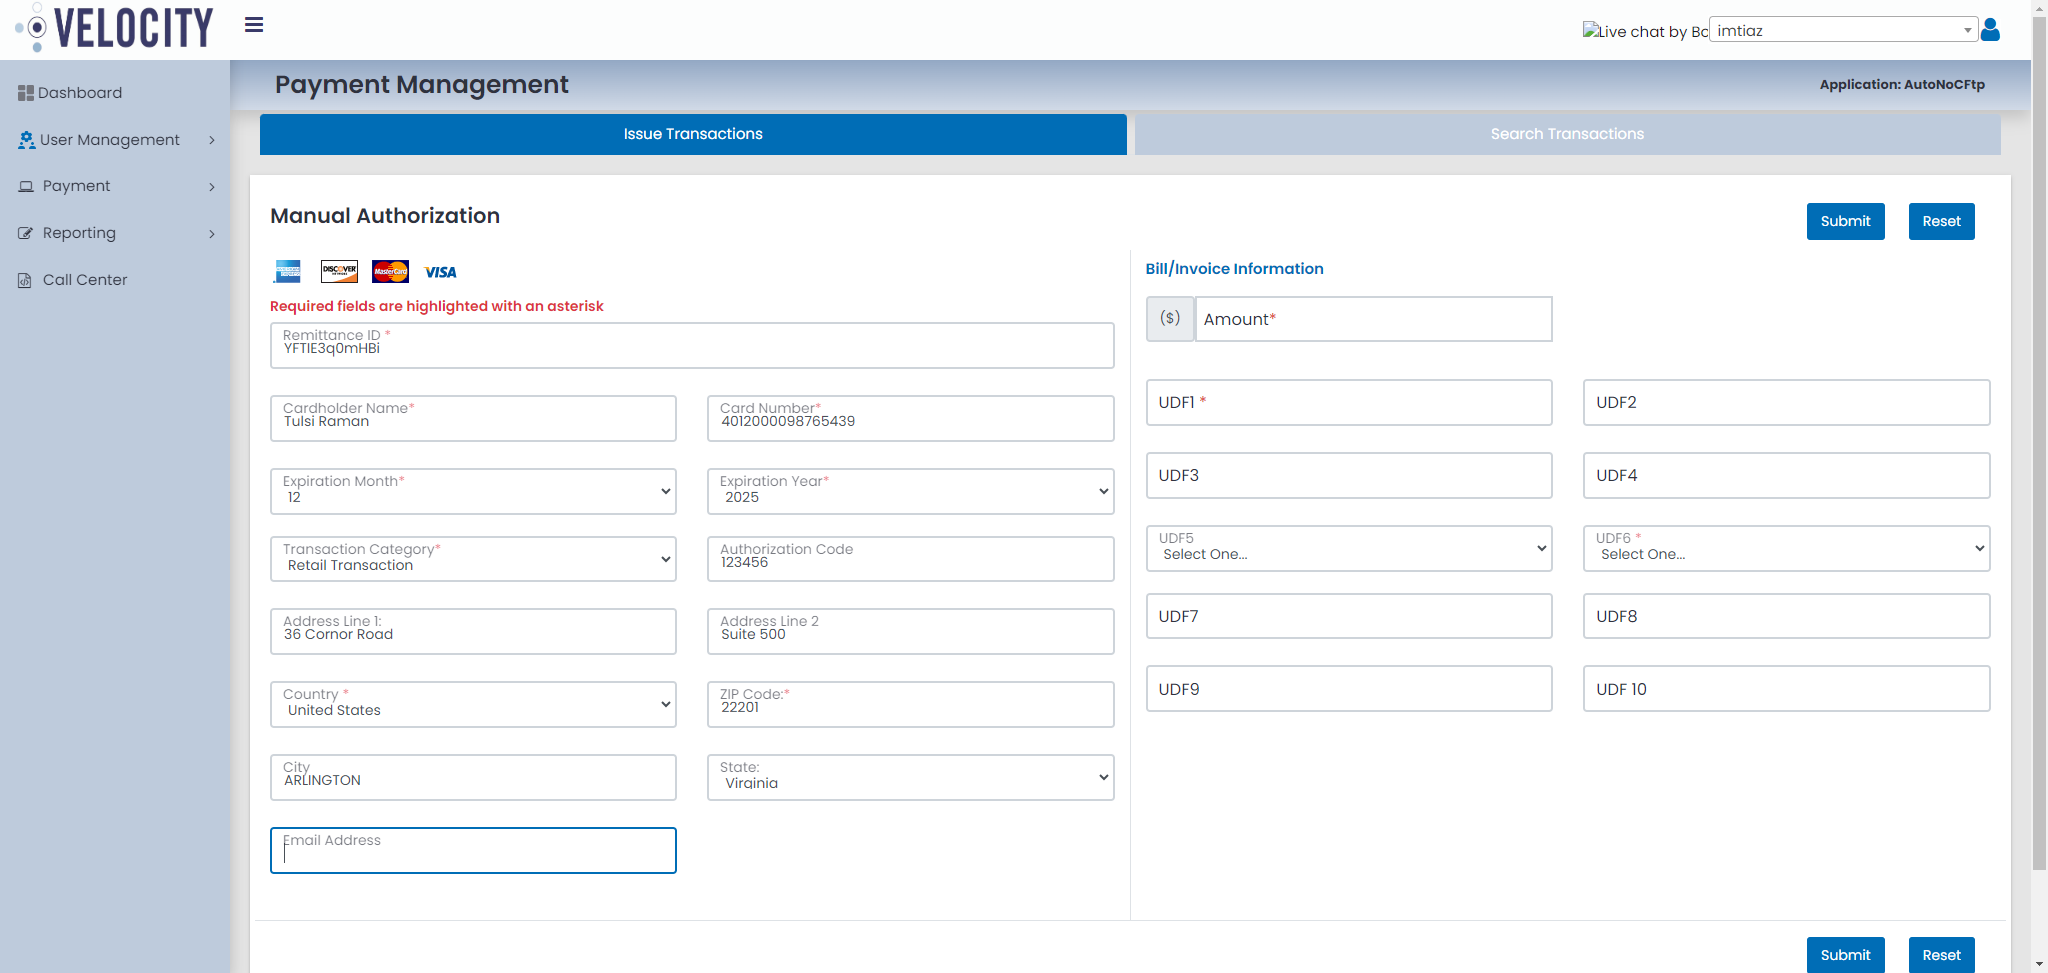 VELOCITY
Live chat by Bo
imtiaz
Dashboard
User Management
Payment
Reporting
Call Center
Payment Management
Application: AutoNoCFtp
Issue Transactions
Search Transactions
Manual Authorization
Submit
Reset
DISCOVER
MasterCard
VISA
Required fields are highlighted with an asterisk
Remittance ID *
YFTIE3q0mHBi
Cardholder Name*
Tulsi Raman
Card Number*
4012000098765439
Expiration Month*
12
Expiration Year*
2025
Transaction Category*
Retail Transaction
Authorization Code
123456
Address Line 1:
36 Cornor Road
Address Line 2
Suite 500
Country *
United States
ZIP Code:*
22201
City
ARLINGTON
State:
Virginia
Email Address
Bill/Invoice Information
($)
Amount*
UDF1 *
UDF2
UDF3
UDF4
UDF5
Select One...
UDF6 *
Select One...
UDF7
UDF8
UDF9
UDF 10
Submit
Reset